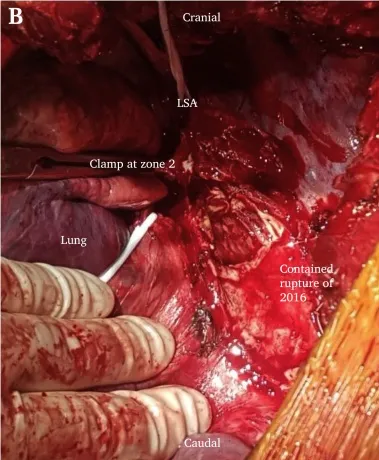 B
Cranial
LSA
Clamp at zone 2
Lung
Contained
rupture of
2016
Caudal